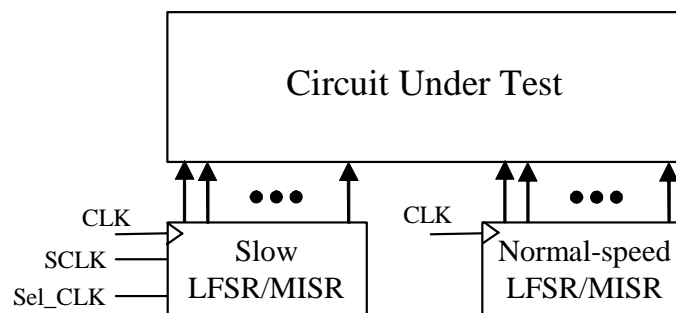 Circuit Under Test
CLK
SCLK
Sel_CLK
Slow
LFSR/MISR
CLK
Normal-speed
LFSR/MISR